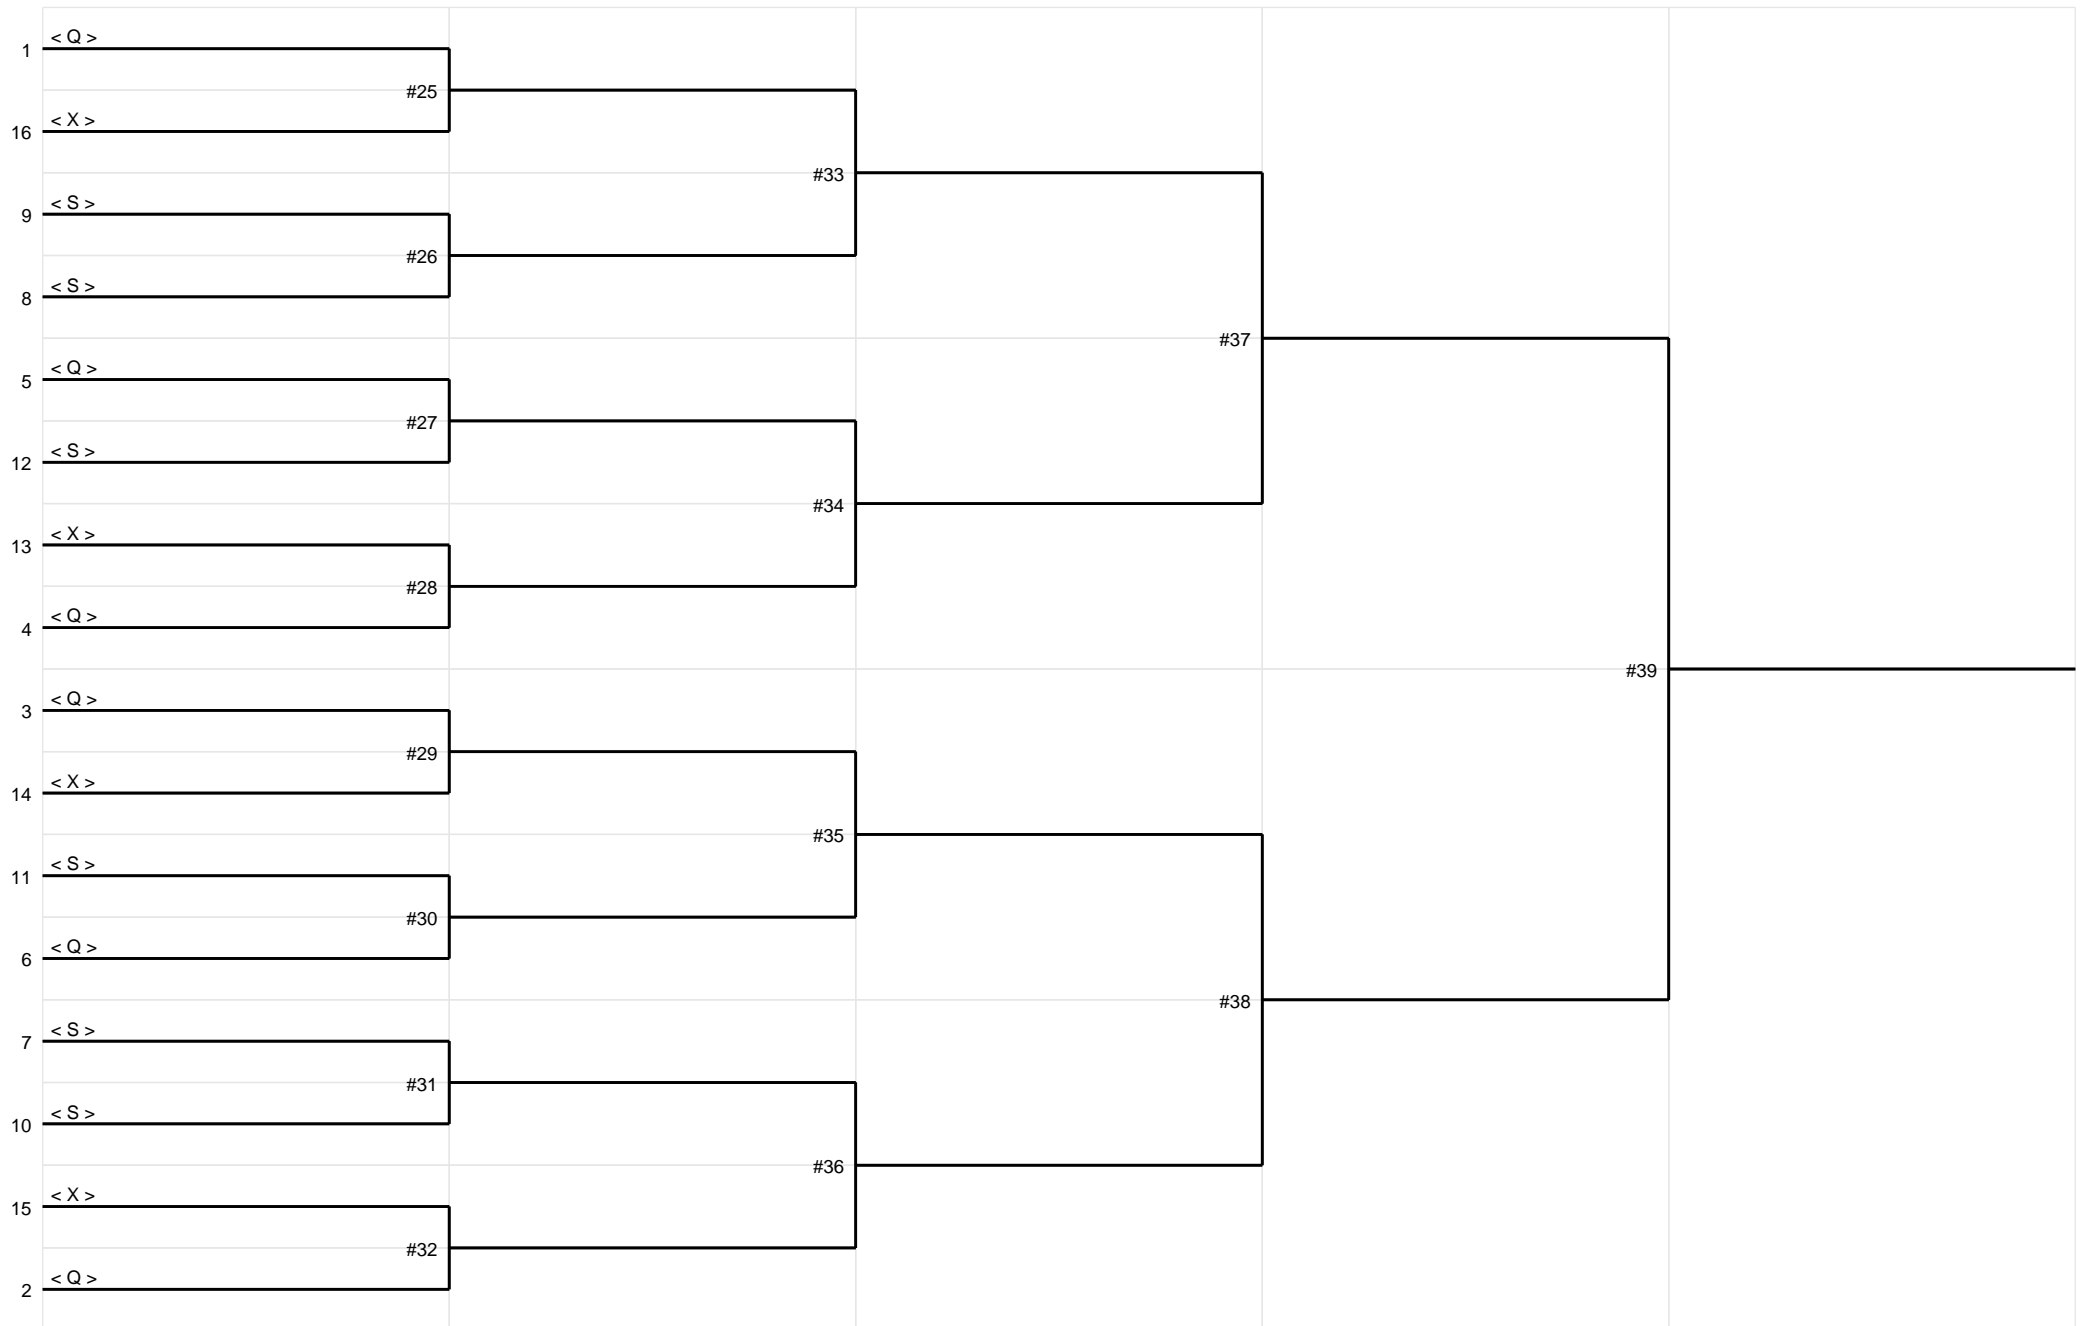 < Q >
1
#25
< X >
16
#33
< S >
9
#26
< S >
8
#37
< Q >
5
#27
< S >
12
#34
< X >
13
#28
< Q >
4
#39
< Q >
3
#29
< X >
14
#35
< S >
11
#30
< Q >
6
#38
< S >
7
#31
< S >
10
#36
< X >
15
#32
< Q >
2